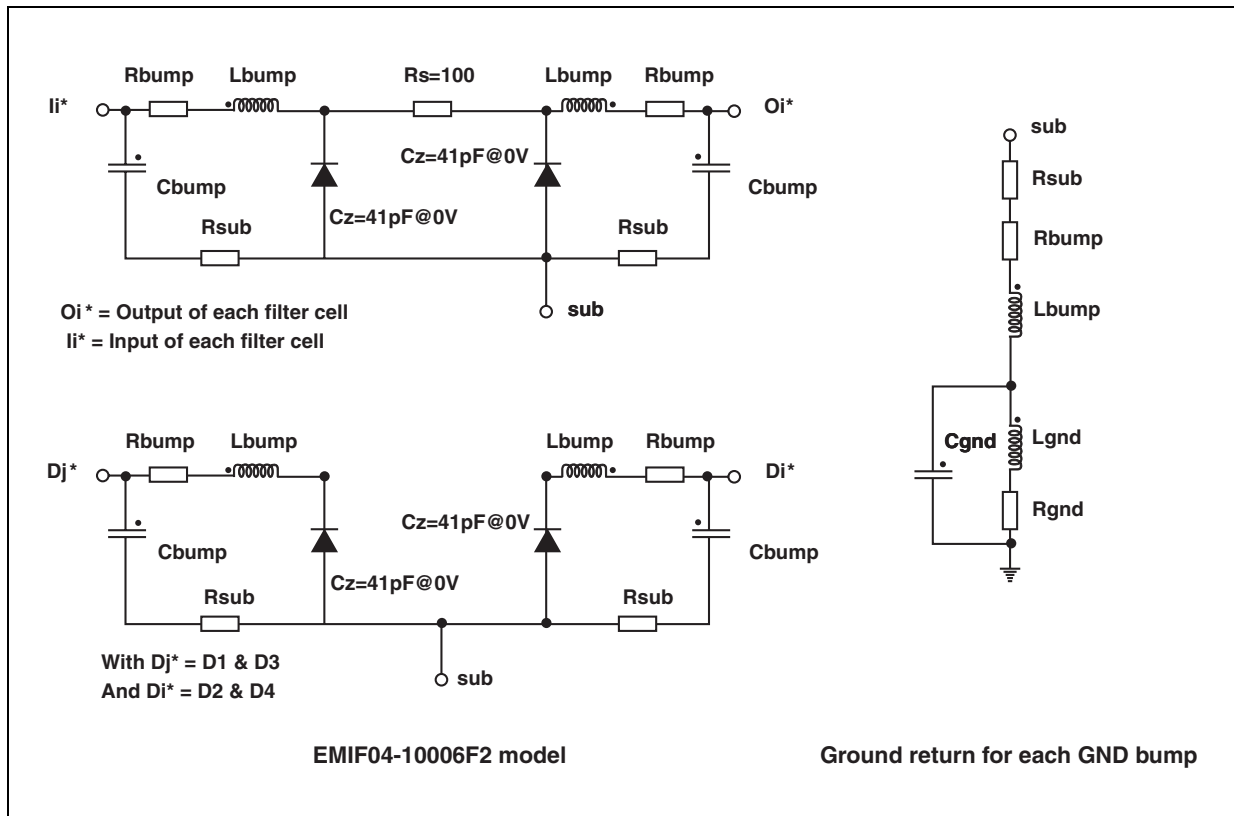 Rbump Lbump Rs=100 Lbump Rbump
Ii* Oi*
Cz=41pF@0V
Cbump Cbump
Cz=41pF@0V
Rsub Rsub
sub
Oi* = Output of each filter cell
Ii* = Input of each filter cell
Rbump Lbump Lbump Rbump
Dj* Di*
Cz=41pF@0V
Cbump Cbump
Cz=41pF@0V
Rsub Rsub
sub
With Dj* = D1 & D3
And Di* = D2 & D4
EMIF04-10006F2 model
sub
Rsub
Rbump
Lbump
Cgnd Lgnd
Rgnd
Ground return for each GND bump